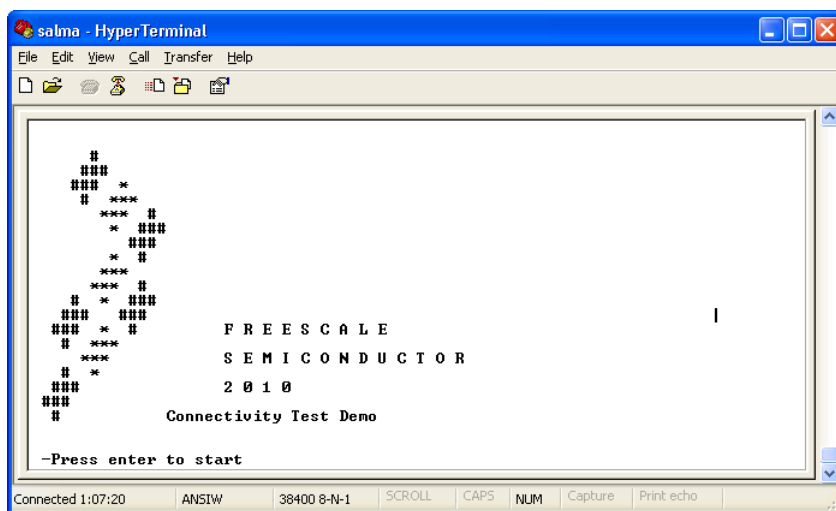 salma - HyperTerminal
File Edit View Call Transfer Help
#
###
### *
# ***
*** #
* ###
###
* #
***
*** #
# * ###
### ###
### * # F R E E S C A L E
# ***
*** S E M I C O N D U C T O R
# *
### 2 0 1 0
###
# Connectivity Test Demo
-Press enter to start
Connected 1:07:20 ANSIW 38400 8-N-1 SCROLL CAPS NUM Capture Print echo